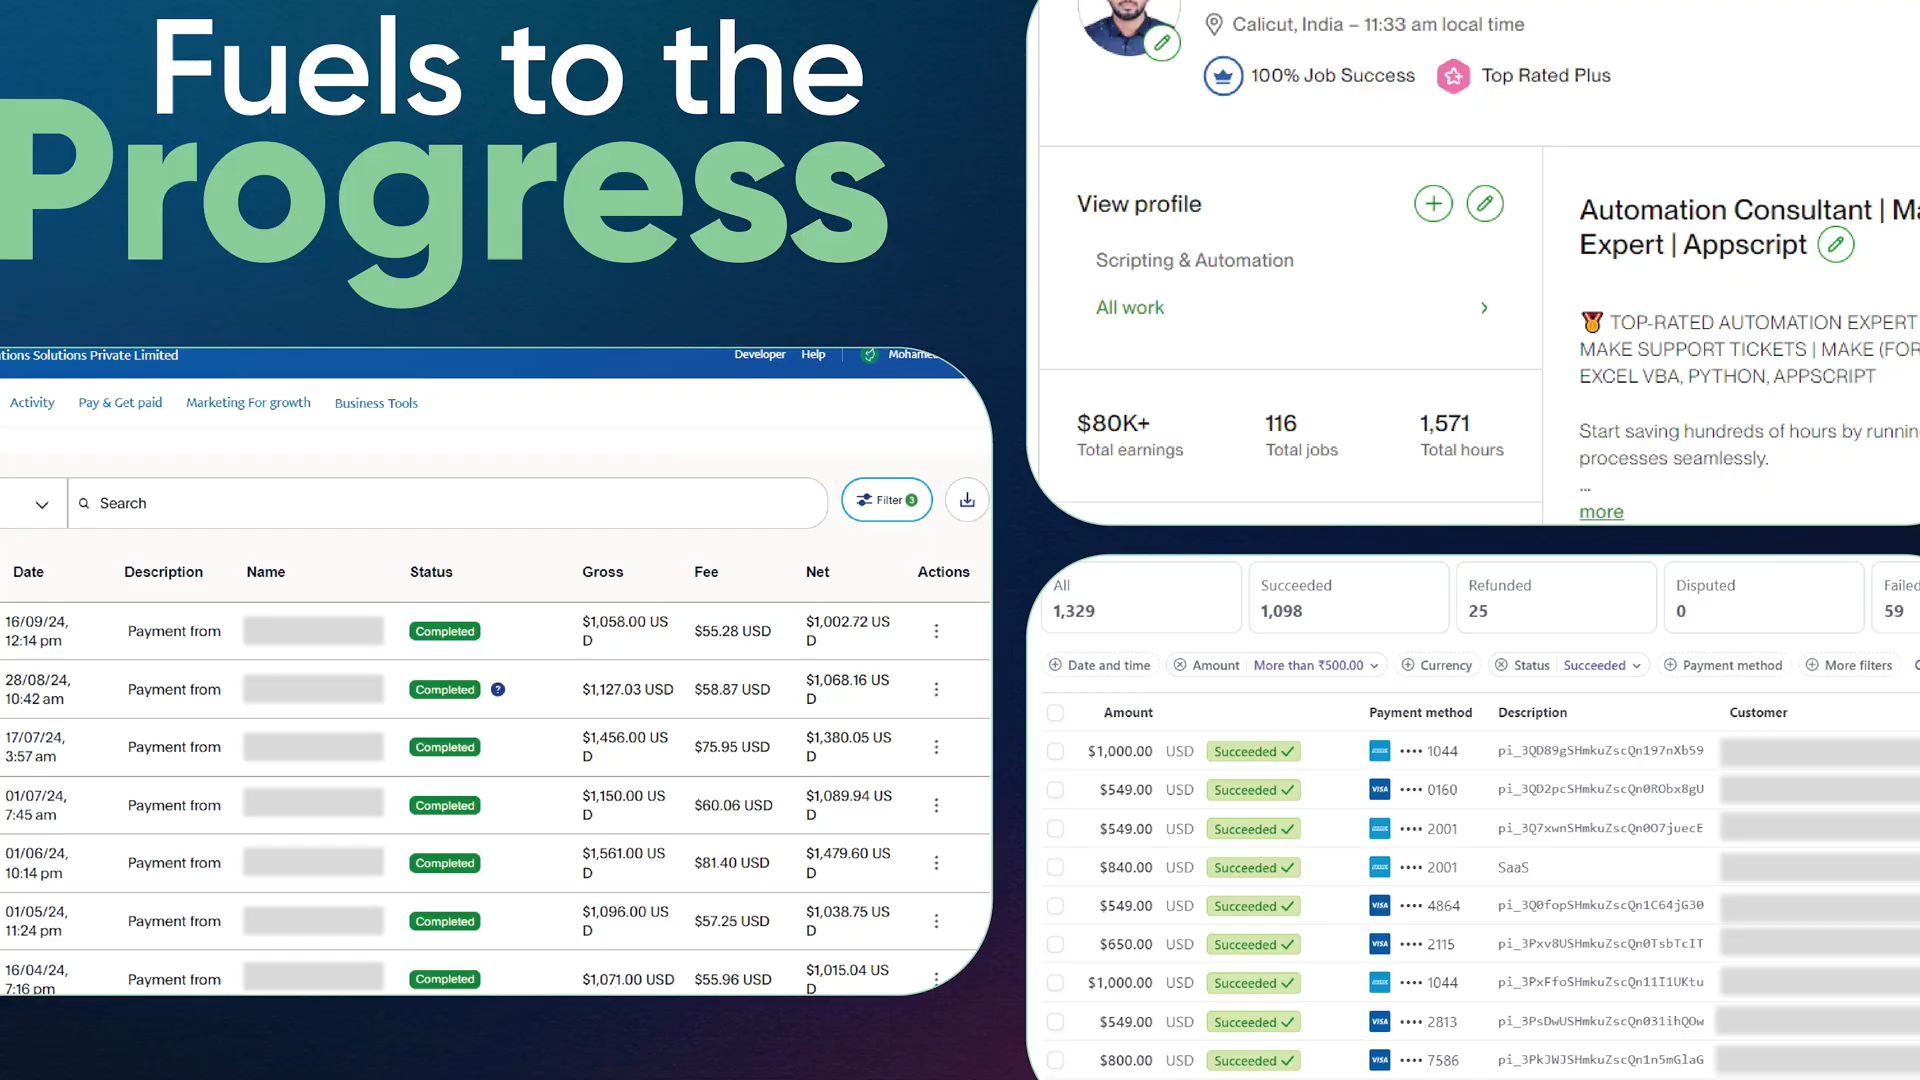 Fuels to the
Progress
tions Solutions Private Limited
Developer Help
Activity Pay & Get paid Marketing For growth Business Tools
Search
Filter 3
Date Description Name Status Gross Fee Net Actions
16/09/24, 12:14 pm Payment from Completed $1,058.00 USD $55.28 USD $1,002.72 USD
28/08/24, 10:42 am Payment from Completed ? $1,127.03 USD $58.87 USD $1,068.16 USD
17/07/24, 3:57 am Payment from Completed $1,456.00 USD $75.95 USD $1,380.05 USD
01/07/24, 7:45 am Payment from Completed $1,150.00 USD $60.06 USD $1,089.94 USD
01/06/24, 10:14 pm Payment from Completed $1,561.00 USD $81.40 USD $1,479.60 USD
01/05/24, 11:24 pm Payment from Completed $1,096.00 USD $57.25 USD $1,038.75 USD
16/04/24, 7:16 pm Payment from Completed $1,071.00 USD $55.96 USD $1,015.04 USD
Calicut, India – 11:33 am local time
100% Job Success Top Rated Plus
View profile
Scripting & Automation
All work
$80K+ 116 1,571
Total earnings Total jobs Total hours
Automation Consultant | Ma
Expert | Appscript
TOP-RATED AUTOMATION EXPERT
MAKE SUPPORT TICKETS | MAKE (FOR
EXCEL VBA, PYTHON, APPSCRIPT
Start saving hundreds of hours by runnin
processes seamlessly.
...
more
All Succeeded Refunded Disputed Failed
1,329 1,098 25 0 59
Date and time Amount More than ₹500.00 Currency Status Succeeded Payment method More filters
Amount Payment method Description Customer
$1,000.00 USD Succeeded •••• 1044 pi_3QD89gSHmkuZscQn197nXb59
$549.00 USD Succeeded VISA •••• 0160 pi_3QD2pcSHmkuZscQn0RObx8gU
$549.00 USD Succeeded •••• 2001 pi_3Q7xwnSHmkuZscQn0O7juecE
$840.00 USD Succeeded •••• 2001 SaaS
$549.00 USD Succeeded VISA •••• 4864 pi_3Q0fopSHmkuZscQn1C64jG30
$650.00 USD Succeeded VISA •••• 2115 pi_3Pxv8USHmkuZscQn0TsbTcIT
$1,000.00 USD Succeeded •••• 1044 pi_3PxFfoSHmkuZscQn11I1UKtu
$549.00 USD Succeeded VISA •••• 2813 pi_3PsDwUSHmkuZscQn031ihQOw
$800.00 USD Succeeded VISA •••• 7586 pi_3PkJWJSHmkuZscQn1n5mGlaG